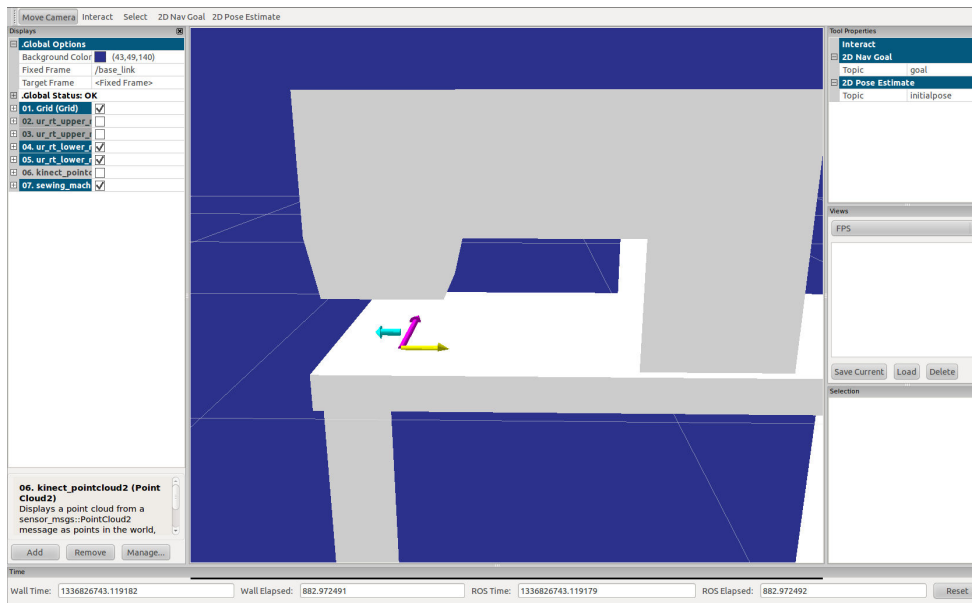 Move Camera Interact Select 2D Nav Goal 2D Pose Estimate
Displays
.Global Options
Background Color (43,49,140)
Fixed Frame /base_link
Target Frame <Fixed Frame>
.Global Status: OK
01. Grid (Grid)
02. ur_rt_upper_r
03. ur_rt_upper_r
04. ur_rt_lower_r
05. ur_rt_lower_r
06. kinect_pointc
07. sewing_mach
06. kinect_pointcloud2 (Point
Cloud2)
Displays a point cloud from a
sensor_msgs::PointCloud2
message as points in the world,
Add Remove Manage...
Tool Properties
Interact
2D Nav Goal
Topic goal
2D Pose Estimate
Topic initialpose
Views
FPS
Save Current Load Delete
Selection
Time
Wall Time: 1336826743.119182 Wall Elapsed: 882.972491 ROS Time: 1336826743.119179 ROS Elapsed: 882.972492 Reset